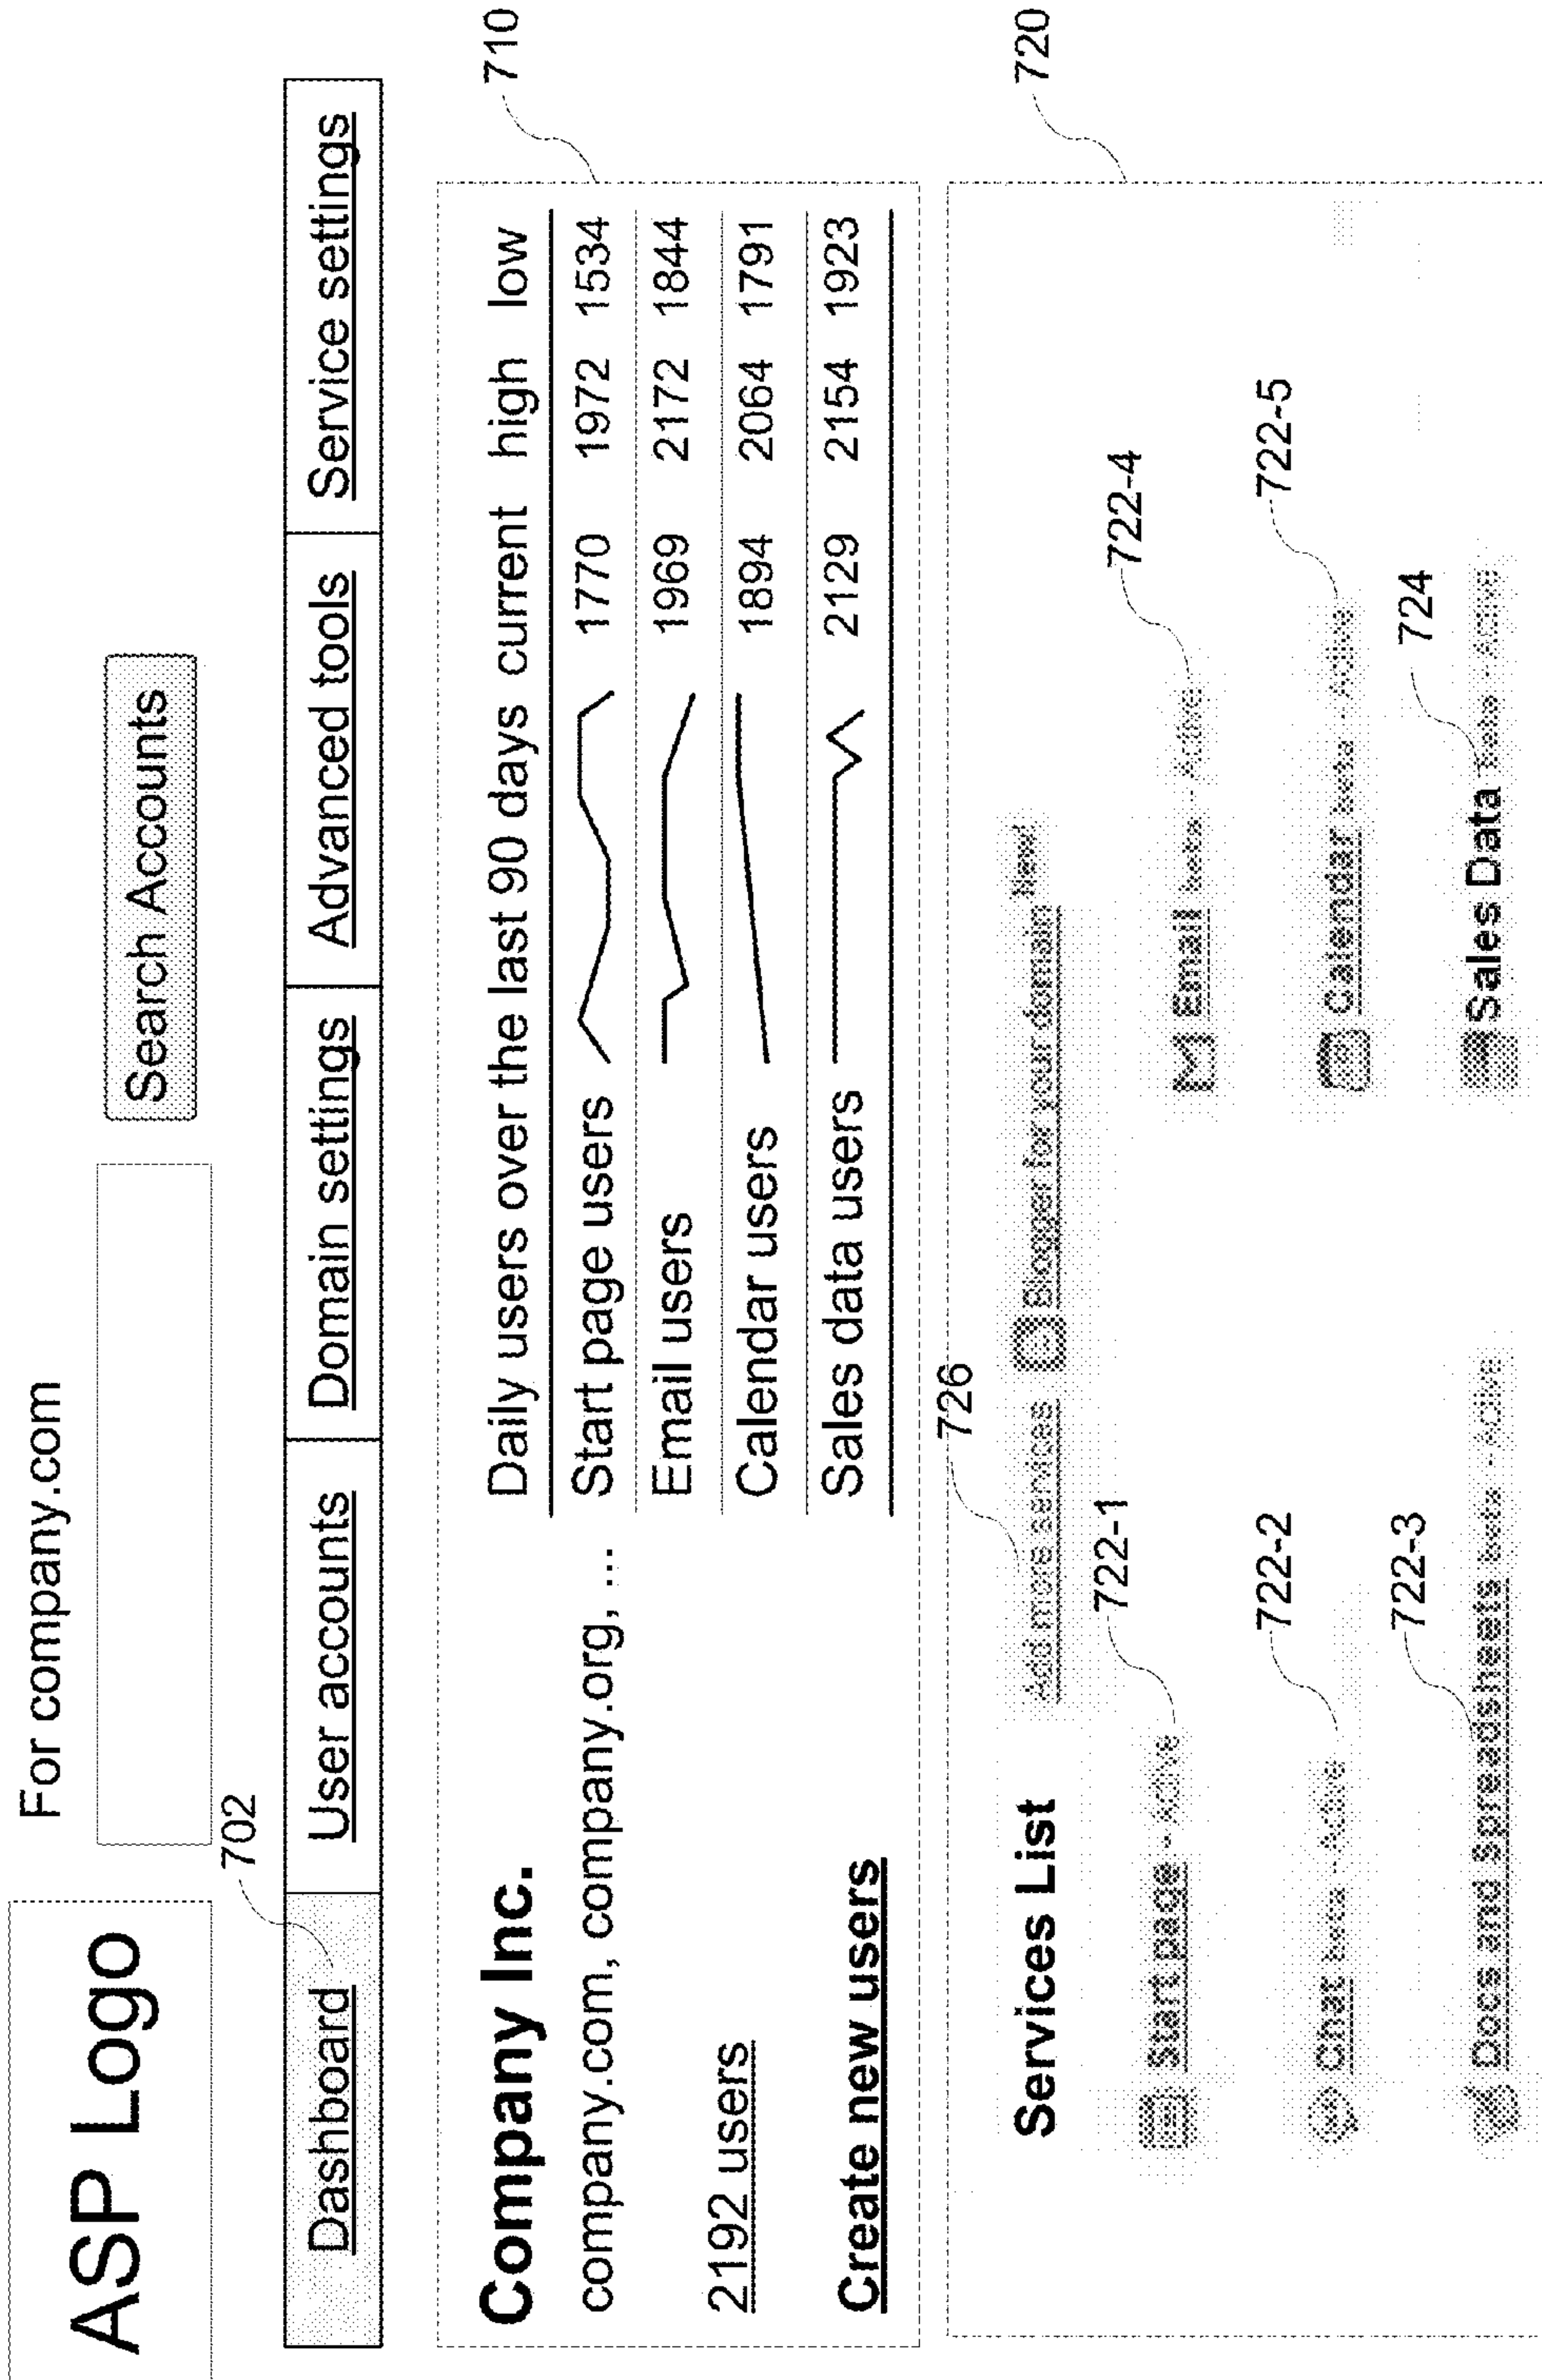 For company.com
ASP Logo
Search Accounts
702
Dashboard User accounts Domain settings Advanced tools Service settings
710
Company Inc. Daily users over the last 90 days current high low
company.com, company.org, ... Start page users 1770 1972 1534
Email users 1969 2172 1844
2192 users Calendar users 1894 2064 1791
Create new users Sales data users 2129 2154 1923
726
720
Services List Add more services Blogger for your domain New!
722-1 722-4
Start page - Active Email beta - Active
722-2 722-5
Chat beta - Active Calendar beta - Active
722-3 724
Docs and Spreadsheets beta - Active Sales Data beta - Active